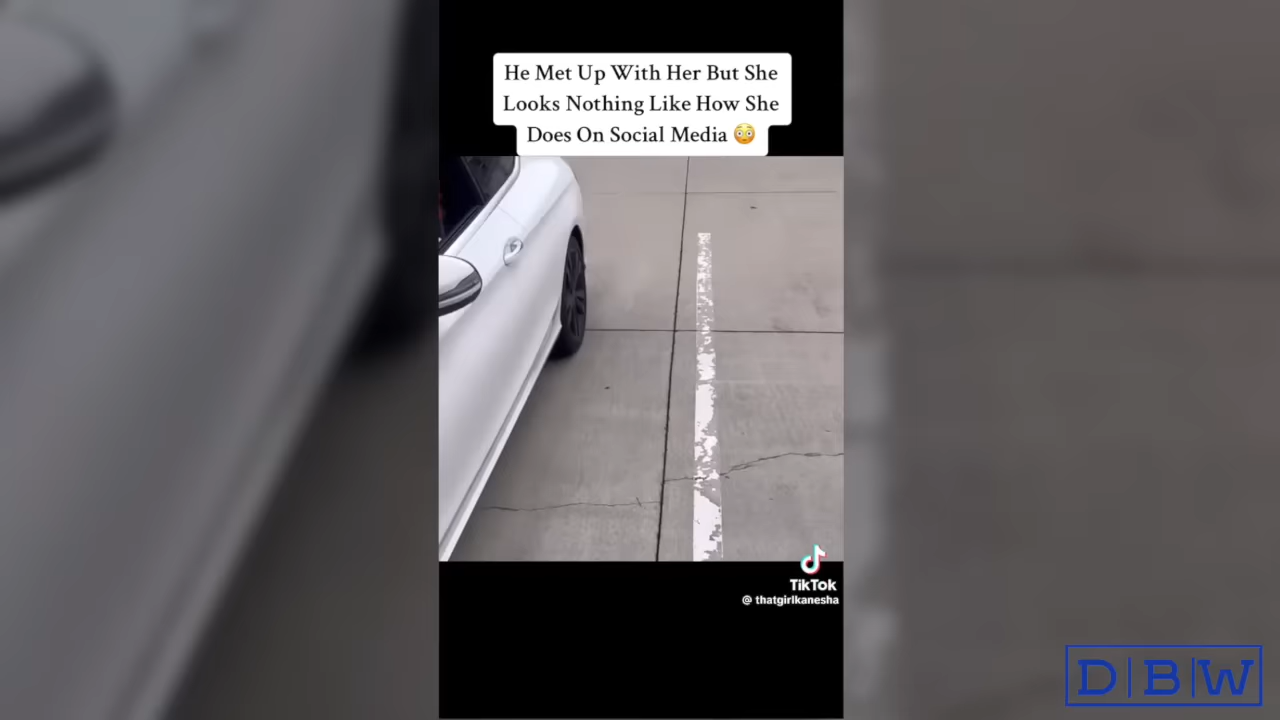 He Met Up With Her But She
Looks Nothing Like How She
Does On Social Media 😳
TikTok
@ thatgirlkanesha
D|B|W